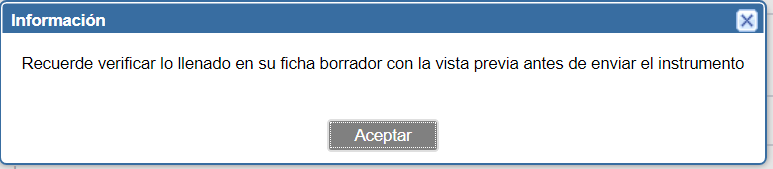 Información
Recuerde verificar lo llenado en su ficha borrador con la vista previa antes de enviar el instrumento
Aceptar